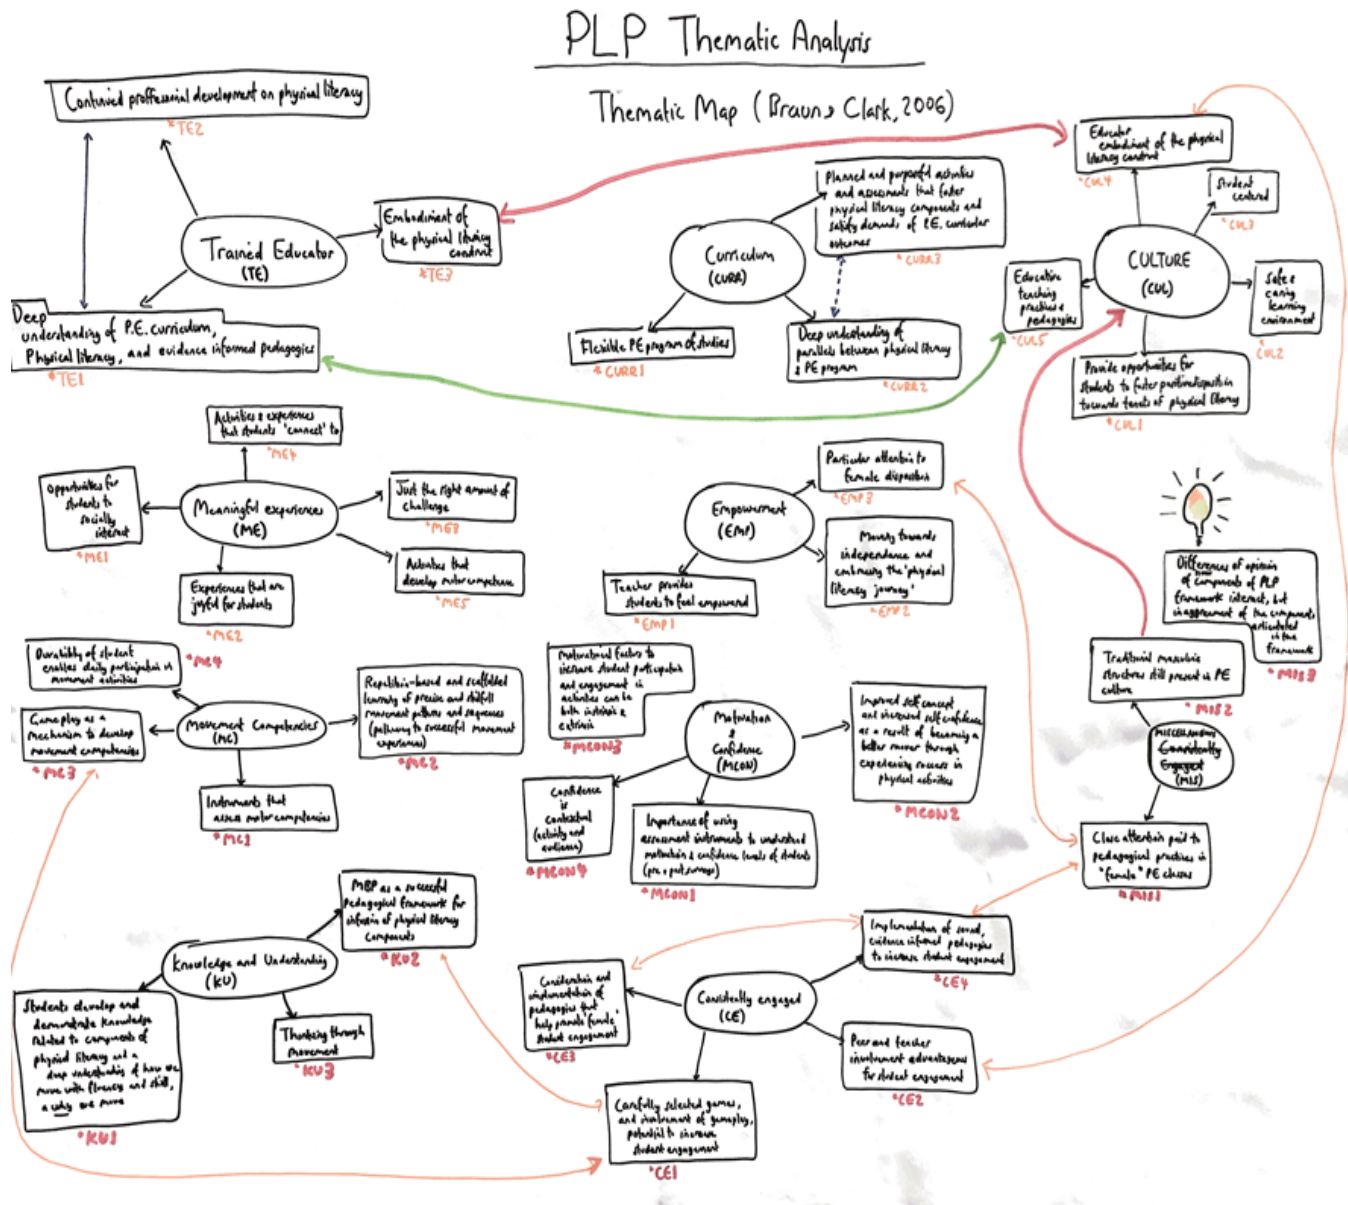 PLP Thematic Analysis
Thematic Map (Braun & Clark, 2006)
Continued proffesional development on physical literacy
*TE2
Trained Educator
(TE)
Embodiment of
the physical literacy
construct
*TE3
Deep
understanding of P.E. curriculum,
Physical literacy, and evidence informed pedagogies
*TE1
Planned and purposeful activities
and assessments that foster
physical literacy components and
satisfy demands of P.E. curricular
outcomes
*CURR3
Curriculum
(CURR)
Flexible PE program of studies
*CURR1
Deep understanding of
parallels between physical literacy
& PE program
*CURR2
Educator
embodiment of the physical
literacy construct
*CUL4
Student
centred
*CUL3
CULTURE
(CUL)
Educative
teaching
practices &
pedagogies
*CUL5
Safe &
caring
learning
environment
*CUL2
Provide opportunities for
students to foster positive disposition
towards tenets of physical literacy
*CUL1
Activities & experiences
that students 'connect' to
*ME4
Opportunities for
students to
socially
interact
*ME1
Meaningful experiences
(ME)
Just the right amount of
challenge
*ME3
Activities that
develop motor competence
*ME5
Experiences that are
joyful for students
*ME2
Particular attention to
female disposition
*EMP3
Empowerment
(EMP)
Moving towards
independence and
embracing the 'physical
literacy journey'
*EMP2
Teacher provides
students to feel empowered
*EMP1
Differences of opinion
of components of PLP
framework interact, but
in agreement of the components
articulated
in the
framework
*MIS3
Traditional masculine
structures still present in PE
culture
*MIS2
MISCELLANEOUS
Consistently
Engaged
(MIS)
Close attention paid to
pedagogical practices in
"female" PE classes
*MIS1
Durability of student
enables daily participation in
movement activities
*MC4
Gameplay as a
mechanism to develop
movement competencies
*MC3
Movement Competencies
(MC)
Repetition-based and scaffolded
learning of precise and skilfull
movement patterns and sequences
(pathway to successful movement
experiences)
*MC2
Instruments that
assess motor competencies
*MC1
Motivational factors to
increase student participation
and engagement in
activities can be
both intrinsic &
extrinsic
*MCON3
Motivation
&
Confidence
(MCON)
Improved self concept
and increased self confidence
as a result of becoming a
better mover through
experiencing success in
physical activities
*MCON2
Confidence
is
contextual
(activity and
audience)
*MCON4
Importance of using
assessment instruments to understand
motivation & confidence levels of students
(pre & post surveys)
*MCON1
MBP as a successful
pedagogical framework for
infusion of physical literacy
components
*KU2
Knowledge and Understanding
(KU)
Students develop and
demonstrate knowledge
related to components of
physical literacy and a
deep understanding of how we
move with fluency and skill,
& why we move
*KU1
Thinking through
movement
*KU3
Implementation of sound,
evidence informed pedagogies
to increase student engagement
*CE4
Consideration and
implementation of
pedagogies that
help promote 'female'
student engagement
*CE3
Consistently engaged
(CE)
Peer and teacher
involvement advantageous
for student engagement
*CE2
Carefully selected games,
and involvement of gameplay,
potential to increase
student engagement
*CE1